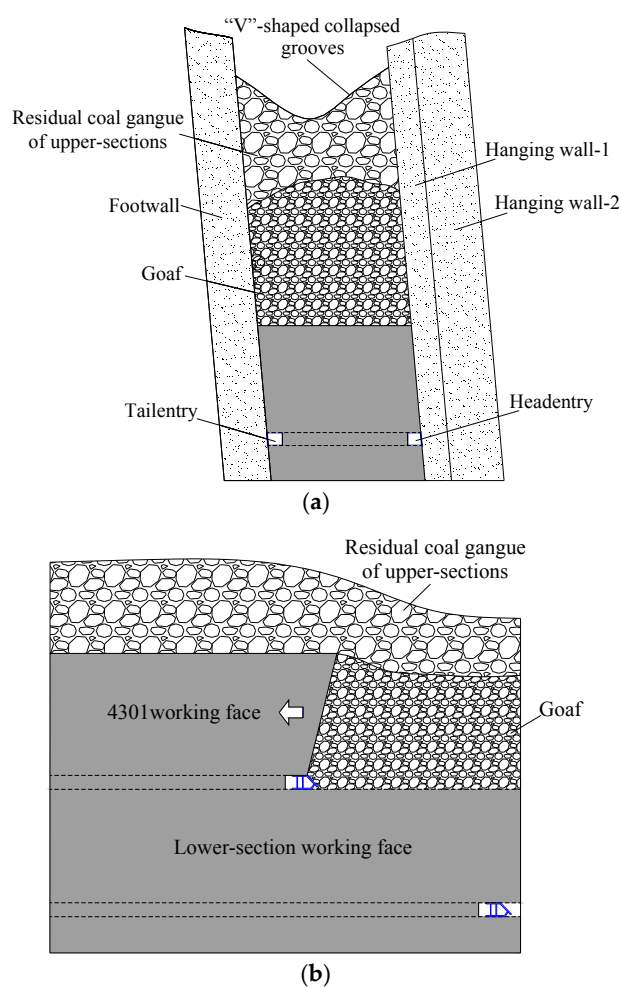 “V”-shaped collapsed
grooves
Residual coal gangue
of upper-sections
Hanging wall-1
Footwall
Hanging wall-2
Goaf
Tailentry
Headentry
(a)
Residual coal gangue
of upper-sections
4301working face
Goaf
Lower-section working face
(b)